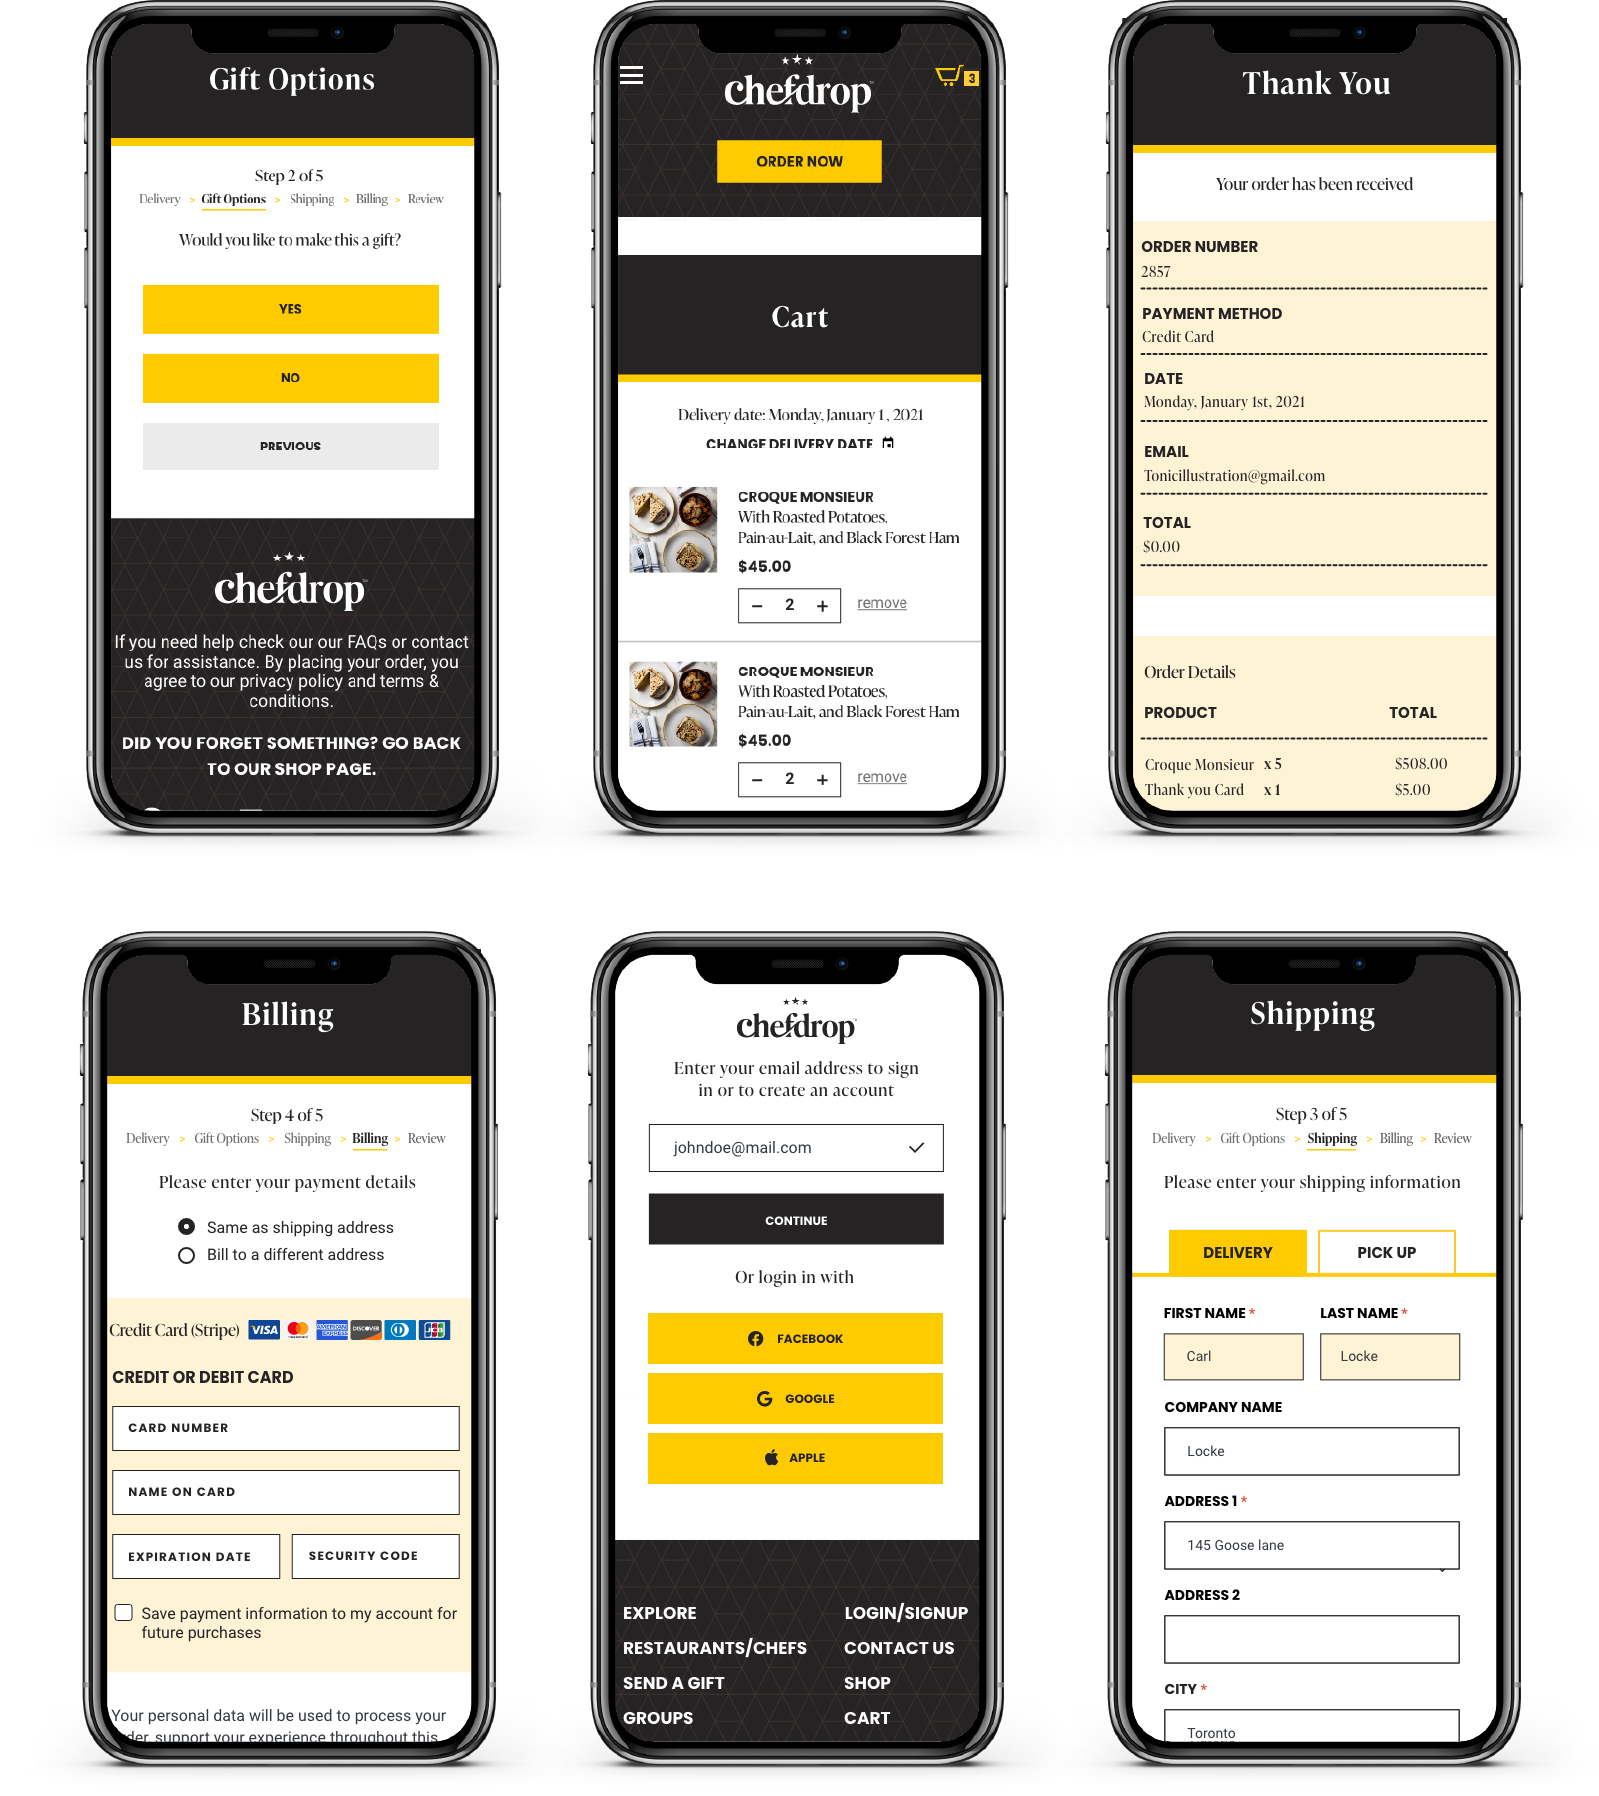 Gift Options
Step 2 of 5
Delivery > Gift Options > Shipping > Billing > Review
Would you like to make this a gift?
YES
NO
PREVIOUS
chefdrop
If you need help check our our FAQs or contact
us for assistance. By placing your order, you
agree to our privacy policy and terms &
conditions.
DID YOU FORGET SOMETHING? GO BACK
TO OUR SHOP PAGE.
chefdrop™
3
ORDER NOW
Cart
Delivery date: Monday, January 1, 2021
CHANGE DELIVERY DATE
CROQUE MONSIEUR
With Roasted Potatoes,
Pain-au-Lait, and Black Forest Ham
$45.00
− 2 + remove
CROQUE MONSIEUR
With Roasted Potatoes,
Pain-au-Lait, and Black Forest Ham
$45.00
− 2 + remove
Thank You
Your order has been received
ORDER NUMBER
2857
PAYMENT METHOD
Credit Card
DATE
Monday, January 1st, 2021
EMAIL
Tonicillustration@gmail.com
TOTAL
$0.00
Order Details
PRODUCT TOTAL
Croque Monsieur x 5 $508.00
Thank you Card x 1 $5.00
Billing
Step 4 of 5
Delivery > Gift Options > Shipping > Billing > Review
Please enter your payment details
Same as shipping address
Bill to a different address
Credit Card (Stripe) VISA AMERICAN EXPRESS DISCOVER JCB
CREDIT OR DEBIT CARD
CARD NUMBER
NAME ON CARD
EXPIRATION DATE SECURITY CODE
Save payment information to my account for
future purchases
Your personal data will be used to process your
order, support your experience throughout this
chefdrop
Enter your email address to sign
in or to create an account
johndoe@mail.com
CONTINUE
Or login in with
FACEBOOK
GOOGLE
APPLE
EXPLORE LOGIN/SIGNUP
RESTAURANTS/CHEFS CONTACT US
SEND A GIFT SHOP
GROUPS CART
Shipping
Step 3 of 5
Delivery > Gift Options > Shipping > Billing > Review
Please enter your shipping information
DELIVERY PICK UP
FIRST NAME * LAST NAME *
Carl Locke
COMPANY NAME
Locke
ADDRESS 1 *
145 Goose lane
ADDRESS 2
CITY *
Toronto